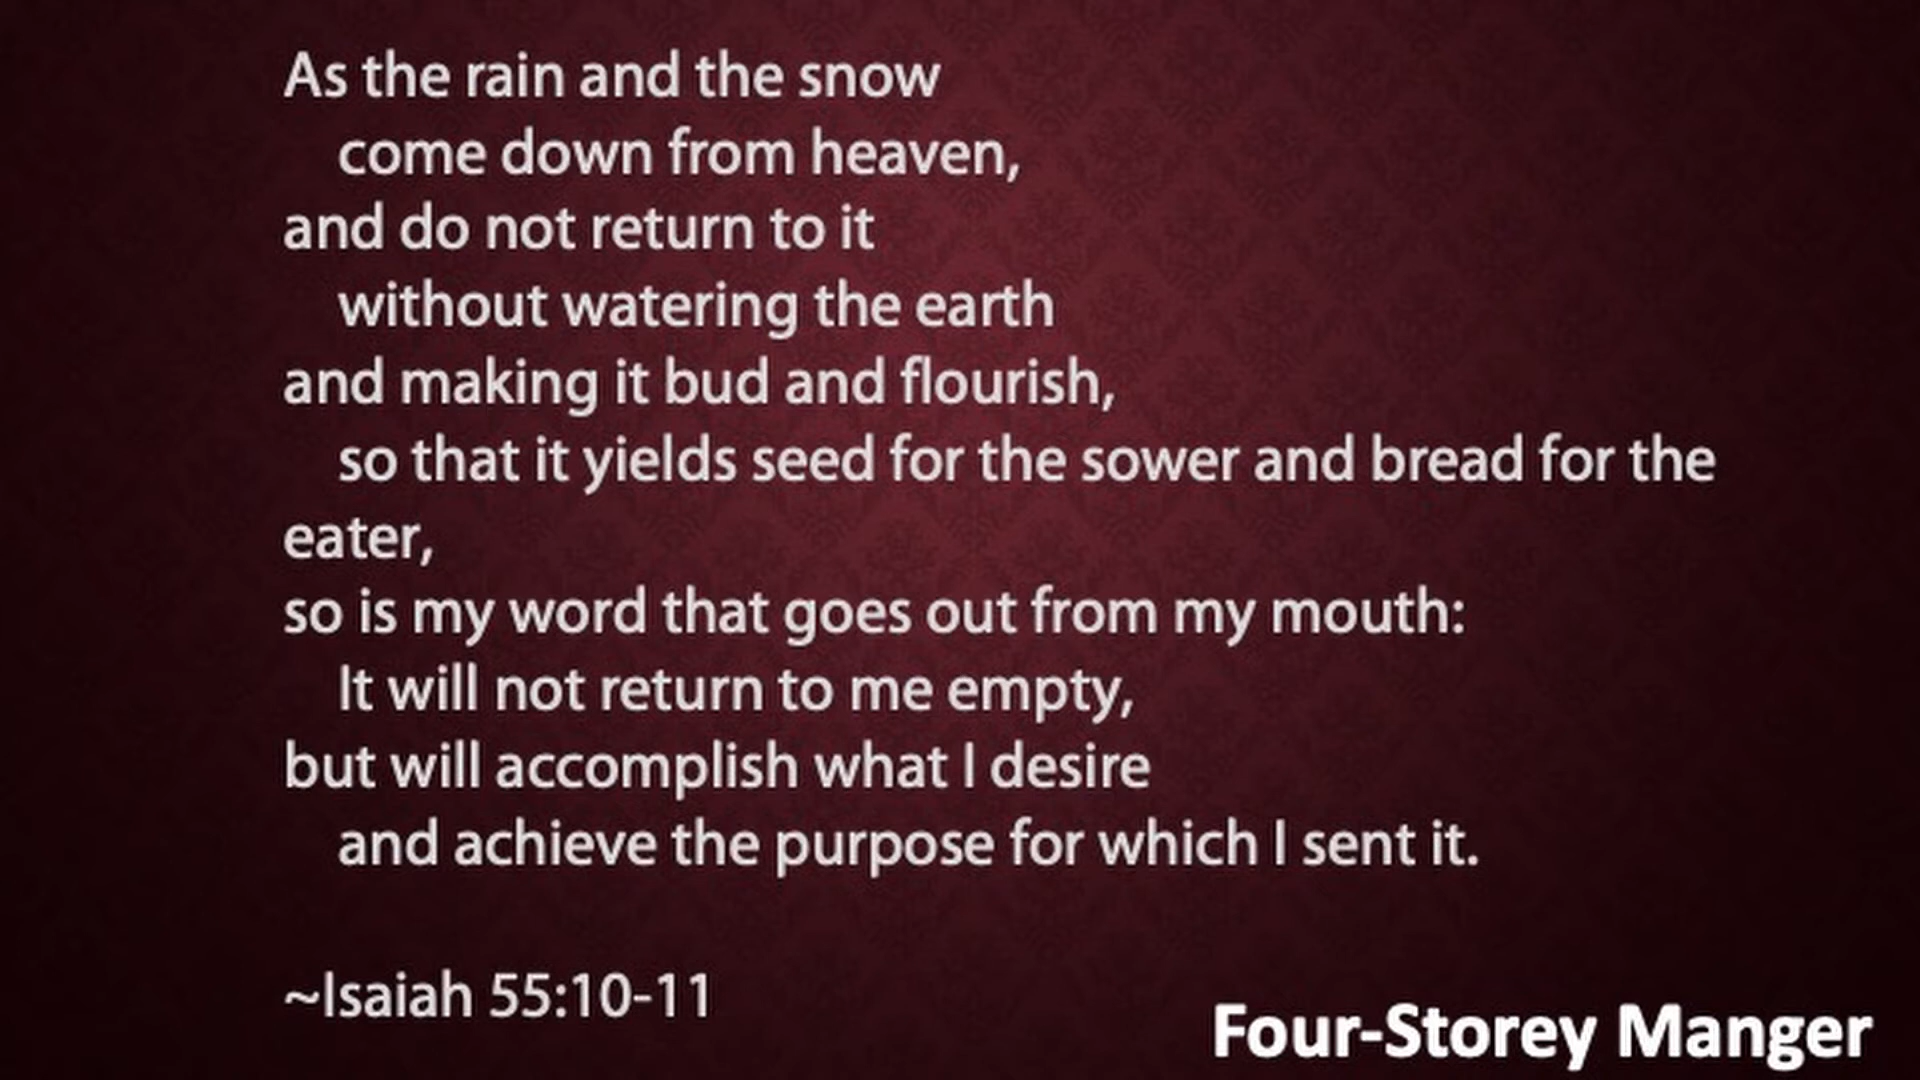 As the rain and the snow
come down from heaven,
and do not return to it
without watering the earth
and making it bud and flourish,
so that it yields seed for the sower and bread for the
eater,
so is my word that goes out from my mouth:
It will not return to me empty,
but will accomplish what I desire
and achieve the purpose for which I sent it.
~Isaiah 55:10-11
Four-Storey Manger